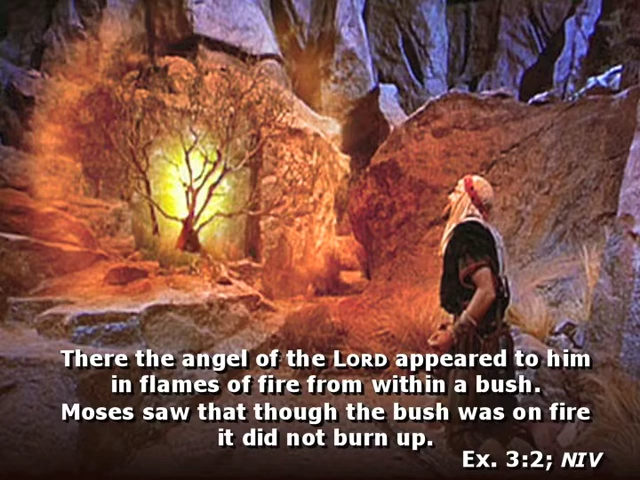 There the angel of the LORD appeared to him
in flames of fire from within a bush.
Moses saw that though the bush was on fire
it did not burn up.
Ex. 3:2; NIV